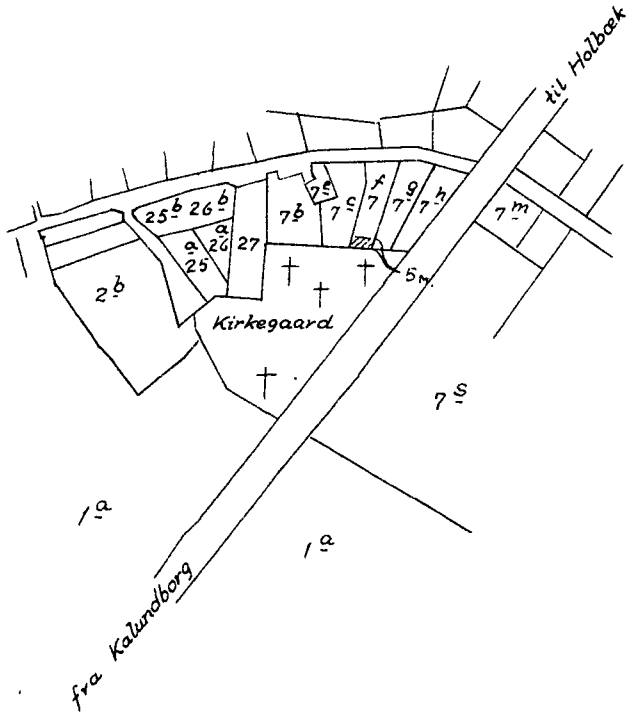 til Holbæk
25b
26b
7e
7b
7c
7f
7g
7h
7m
a
25
a
26
27
5m.
2b
Kirkegaard
7s
1a
1a
fra Kalundborg